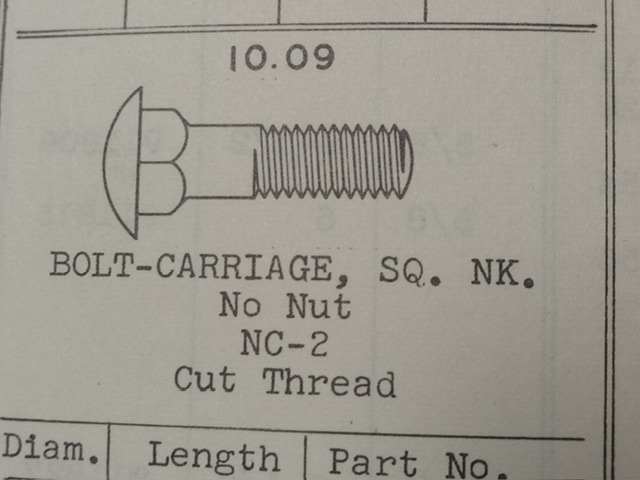 10.09
BOLT-CARRIAGE, SQ. NK.
No Nut
NC-2
Cut Thread
Diam. Length Part No.